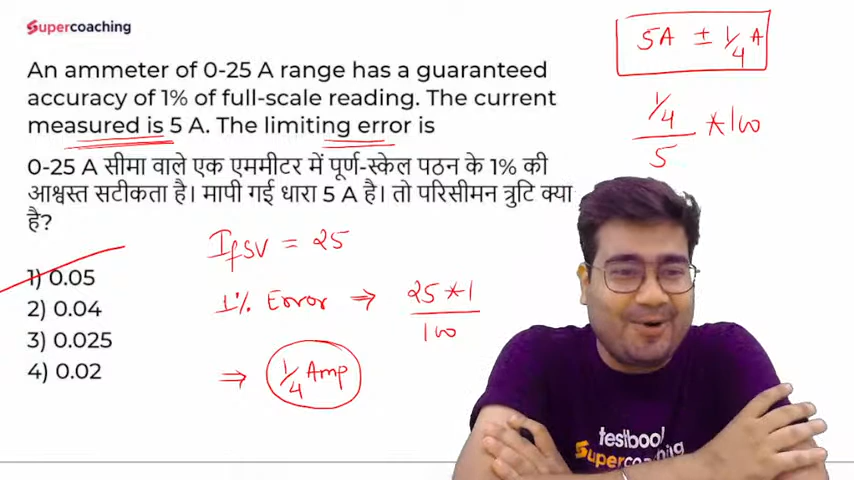 Supercoaching
An ammeter of 0-25 A range has a guaranteed
accuracy of 1% of full-scale reading. The current
measured is 5 A. The limiting error is
0-25 A सीमा वाले एक एममीटर में पूर्ण-स्केल पठन के 1% की
आश्वस्त सटीकता है। मापी गई धारा 5 A है। तो परिसीमन त्रुटि क्या
है?
1) 0.05
2) 0.04
3) 0.025
4) 0.02
IfSV = 25
1% Error ⇒ 25*1/100
⇒ 1/4 Amp
5A ± 1/4 A
1/4
5
*100
testbook
Supercoaching